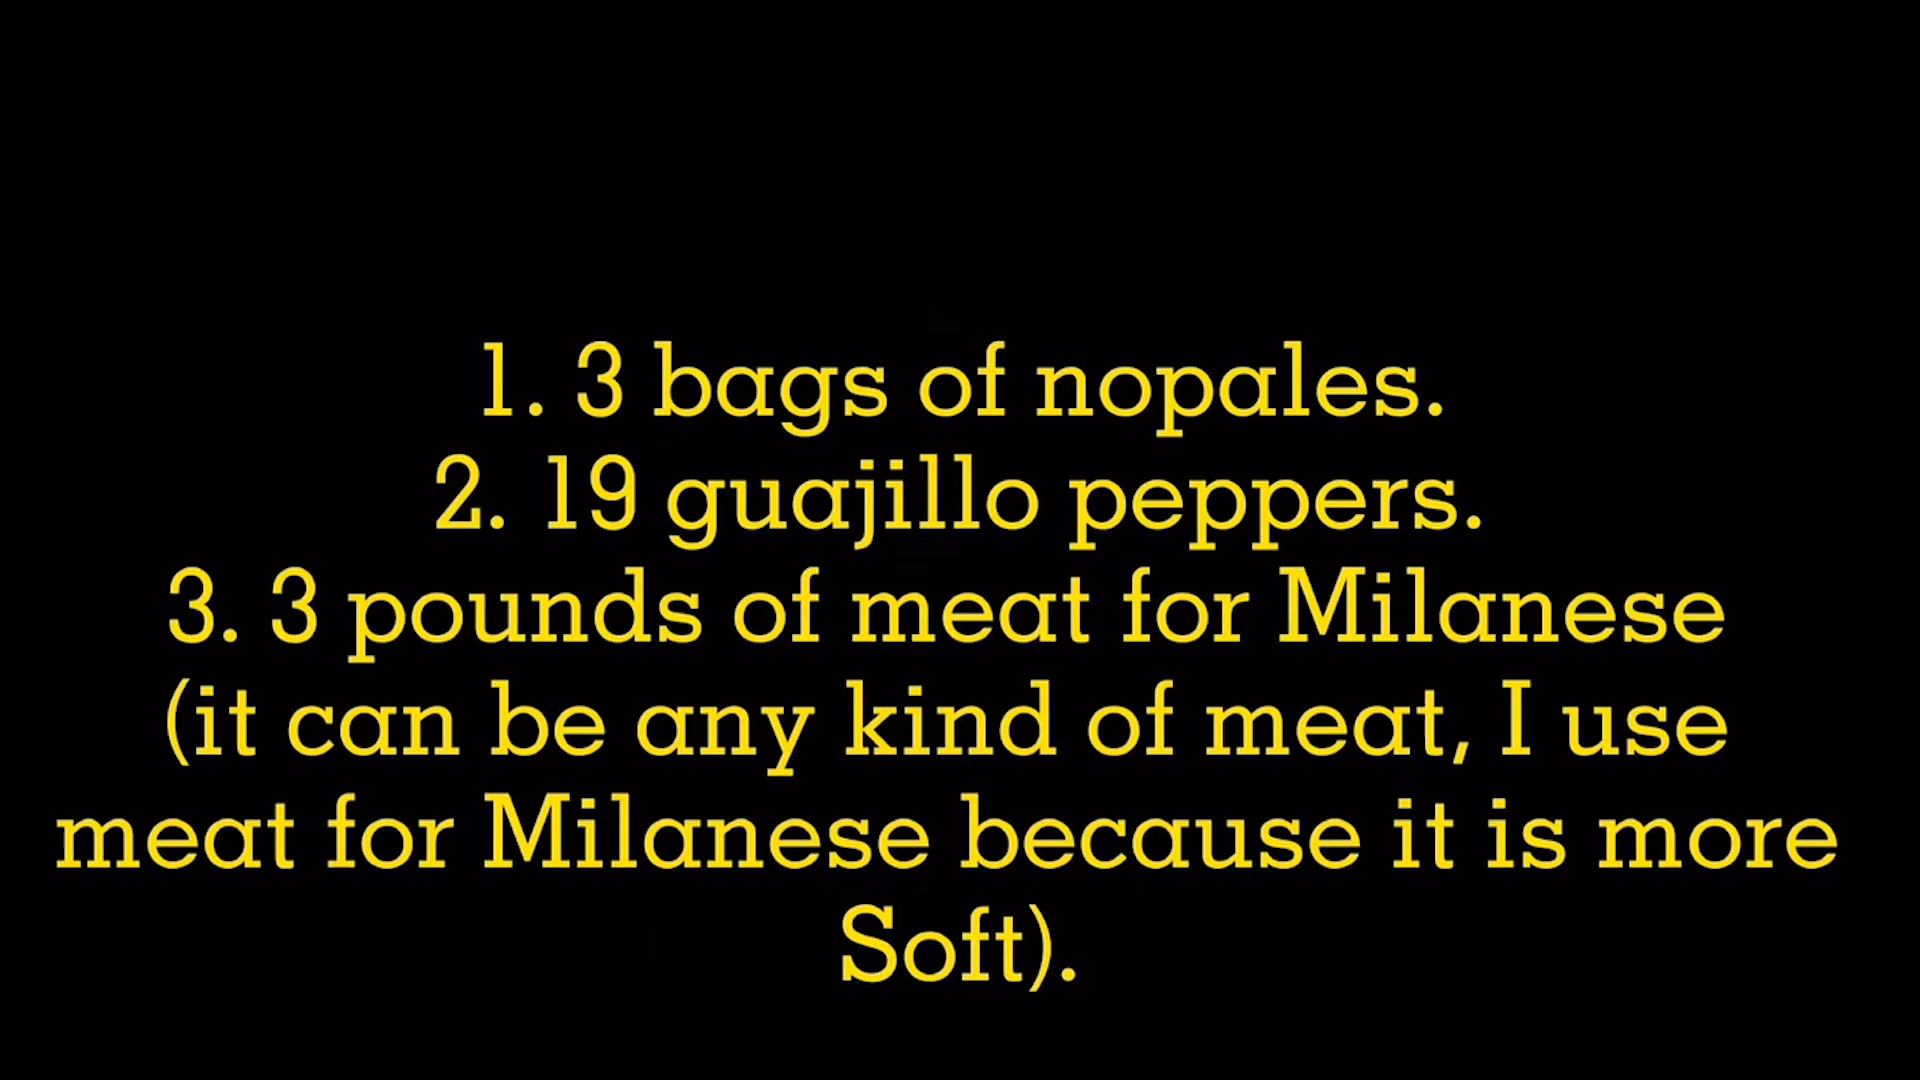 1. 3 bags of nopales.
2. 19 guajillo peppers.
3. 3 pounds of meat for Milanese
(it can be any kind of meat, I use
meat for Milanese because it is more
Soft).